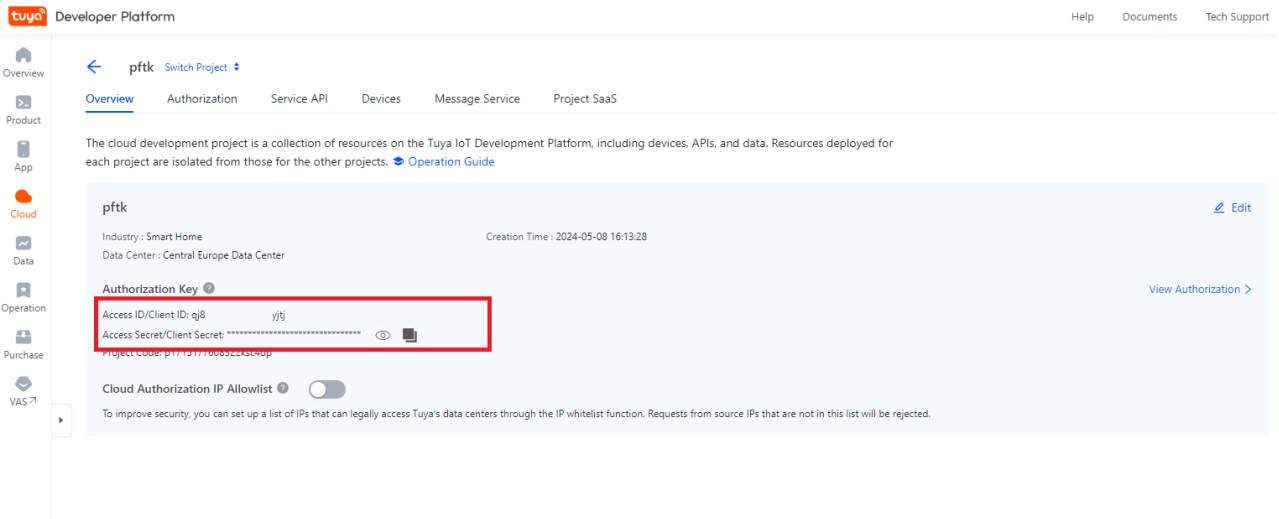 tuya Developer Platform
Help Documents Tech Support
Overview
Product
App
Cloud
Data
Operation
Purchase
VAS
pftk Switch Project
Overview Authorization Service API Devices Message Service Project SaaS
The cloud development project is a collection of resources on the Tuya IoT Development Platform, including devices, APIs, and data. Resources deployed for
each project are isolated from those for the other projects. Operation Guide
pftk
Edit
Industry : Smart Home Creation Time : 2024-05-08 16:13:28
Data Center : Central Europe Data Center
Authorization Key ?
View Authorization >
Access ID/Client ID: qj8 yjtj
Access Secret/Client Secret: ********************************
Project Code:
Cloud Authorization IP Allowlist ?
To improve security, you can set up a list of IPs that can legally access Tuya's data centers through the IP whitelist function. Requests from source IPs that are not in this list will be rejected.